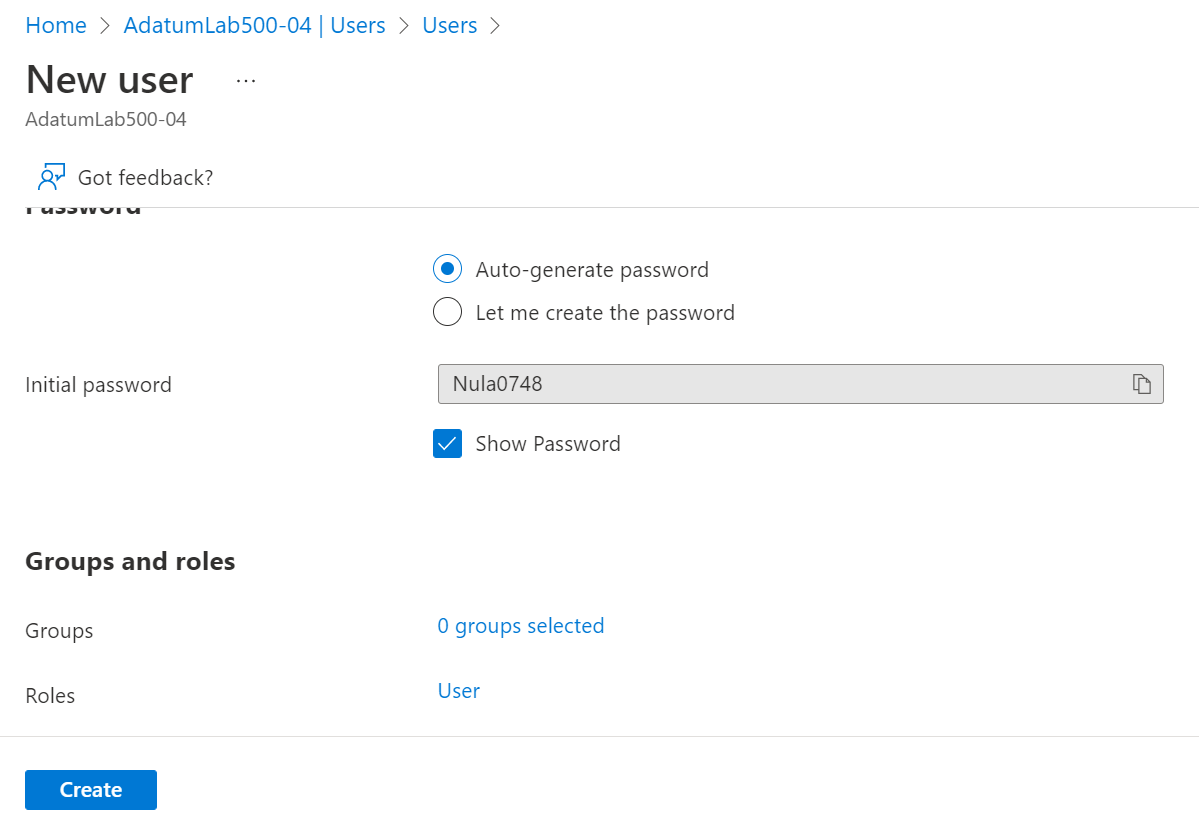 Home > AdatumLab500-04 | Users > Users >
New user ...
AdatumLab500-04
Got feedback?
Password
Auto-generate password
Let me create the password
Initial password Nula0748
Show Password
Groups and roles
Groups 0 groups selected
Roles User
Create